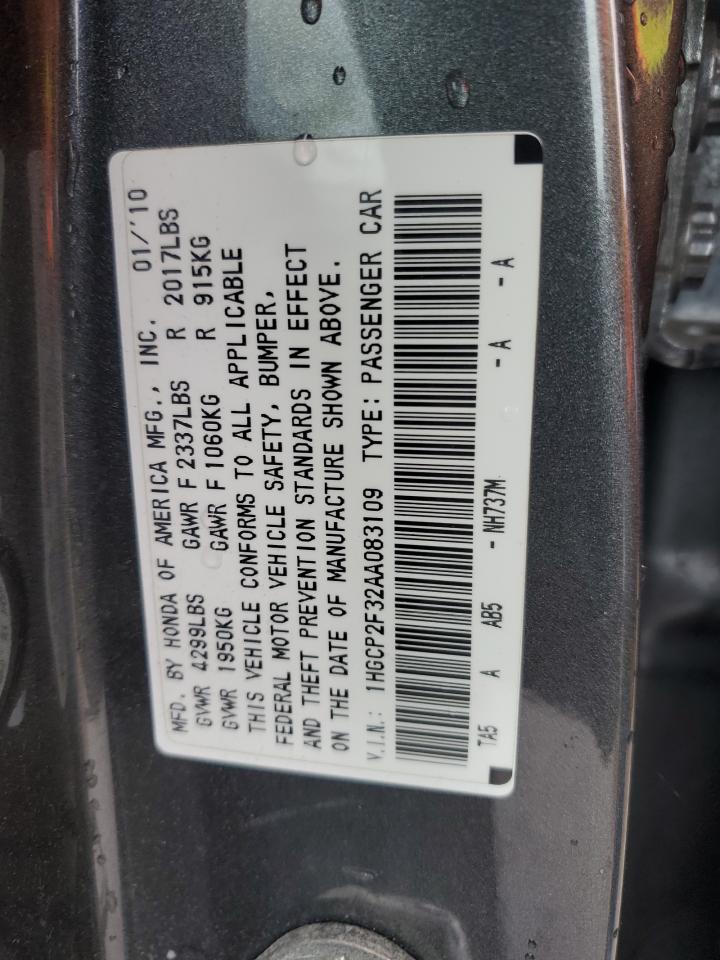 MFD. BY HONDA OF AMERICA MFG., INC. 01/'10
GVWR 4299LBS GAWR F 2337LBS R 2017LBS
GVWR 1950KG GAWR F 1060KG R 915KG
THIS VEHICLE CONFORMS TO ALL APPLICABLE
FEDERAL MOTOR VEHICLE SAFETY, BUMPER,
AND THEFT PREVENTION STANDARDS IN EFFECT
ON THE DATE OF MANUFACTURE SHOWN ABOVE.
V.I.N.: 1HGCP2F32AA083109 TYPE: PASSENGER CAR
TA5 A AB5 - NH737M - A - A